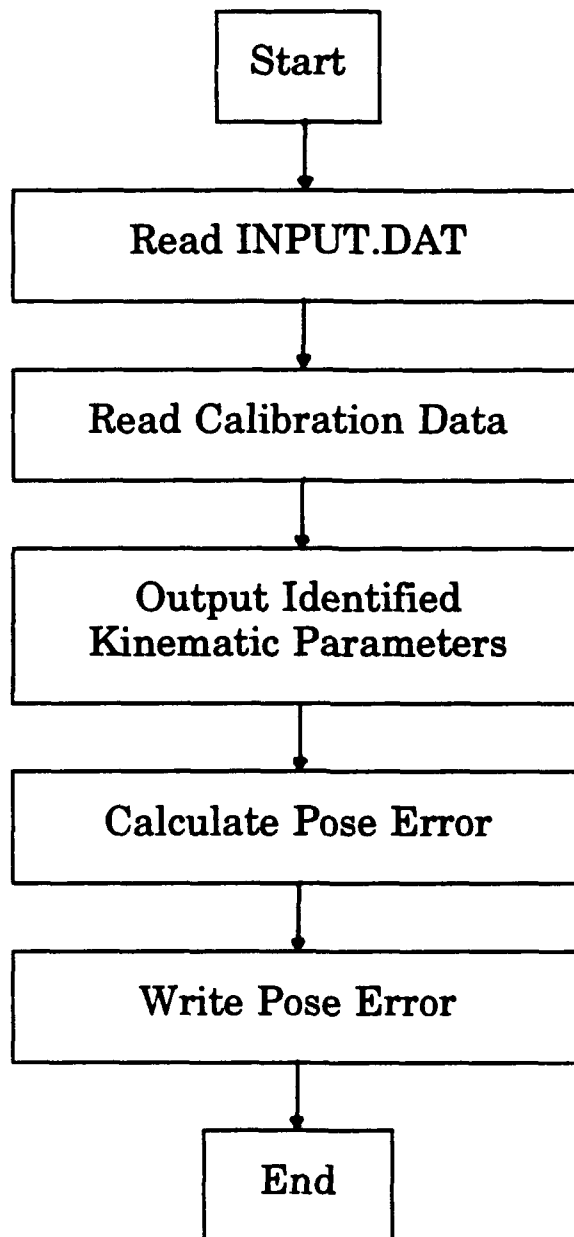 Start
Read INPUT.DAT
Read Calibration Data
Output Identified
Kinematic Parameters
Calculate Pose Error
Write Pose Error
End